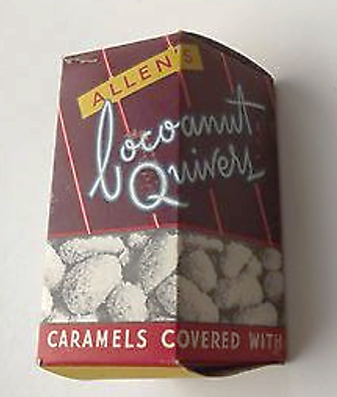 ALLEN'S
Cocoanut
Quivers
CARAMELS COVERED WITH